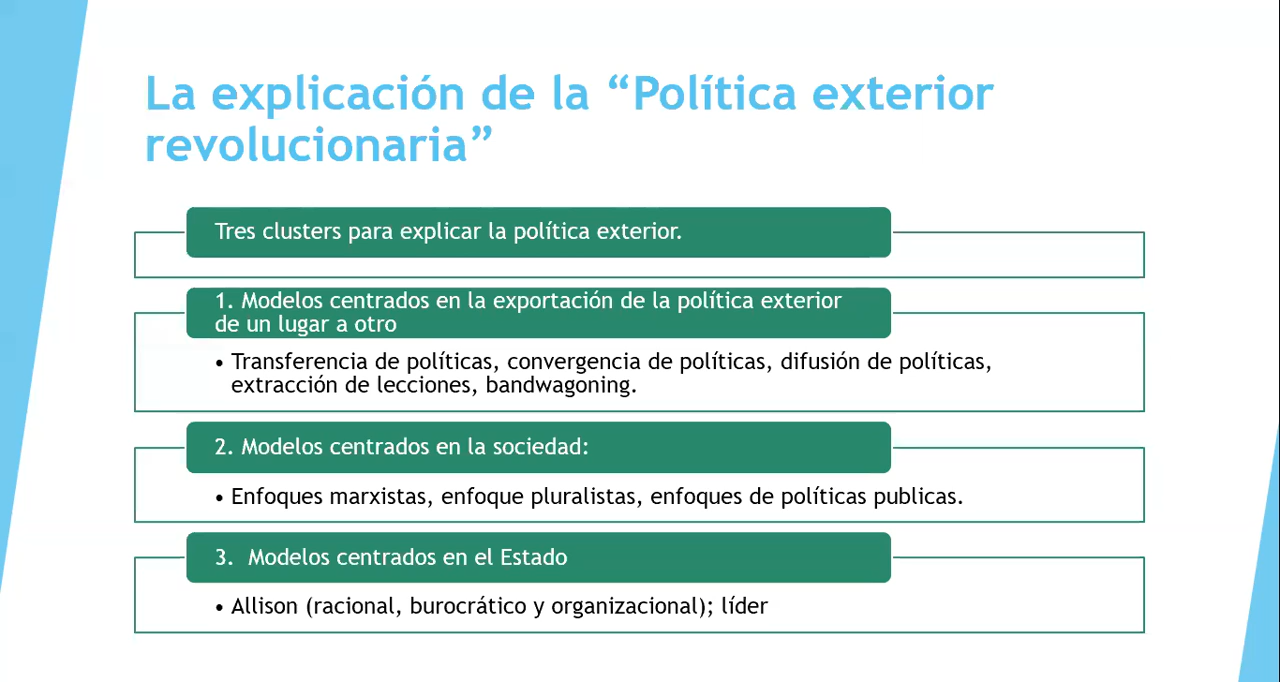 La explicación de la “Política exterior
revolucionaria”
Tres clusters para explicar la política exterior.
1. Modelos centrados en la exportación de la política exterior
de un lugar a otro
• Transferencia de políticas, convergencia de políticas, difusión de políticas,
extracción de lecciones, bandwagoning.
2. Modelos centrados en la sociedad:
• Enfoques marxistas, enfoque pluralistas, enfoques de políticas publicas.
3. Modelos centrados en el Estado
• Allison (racional, burocrático y organizacional); líder